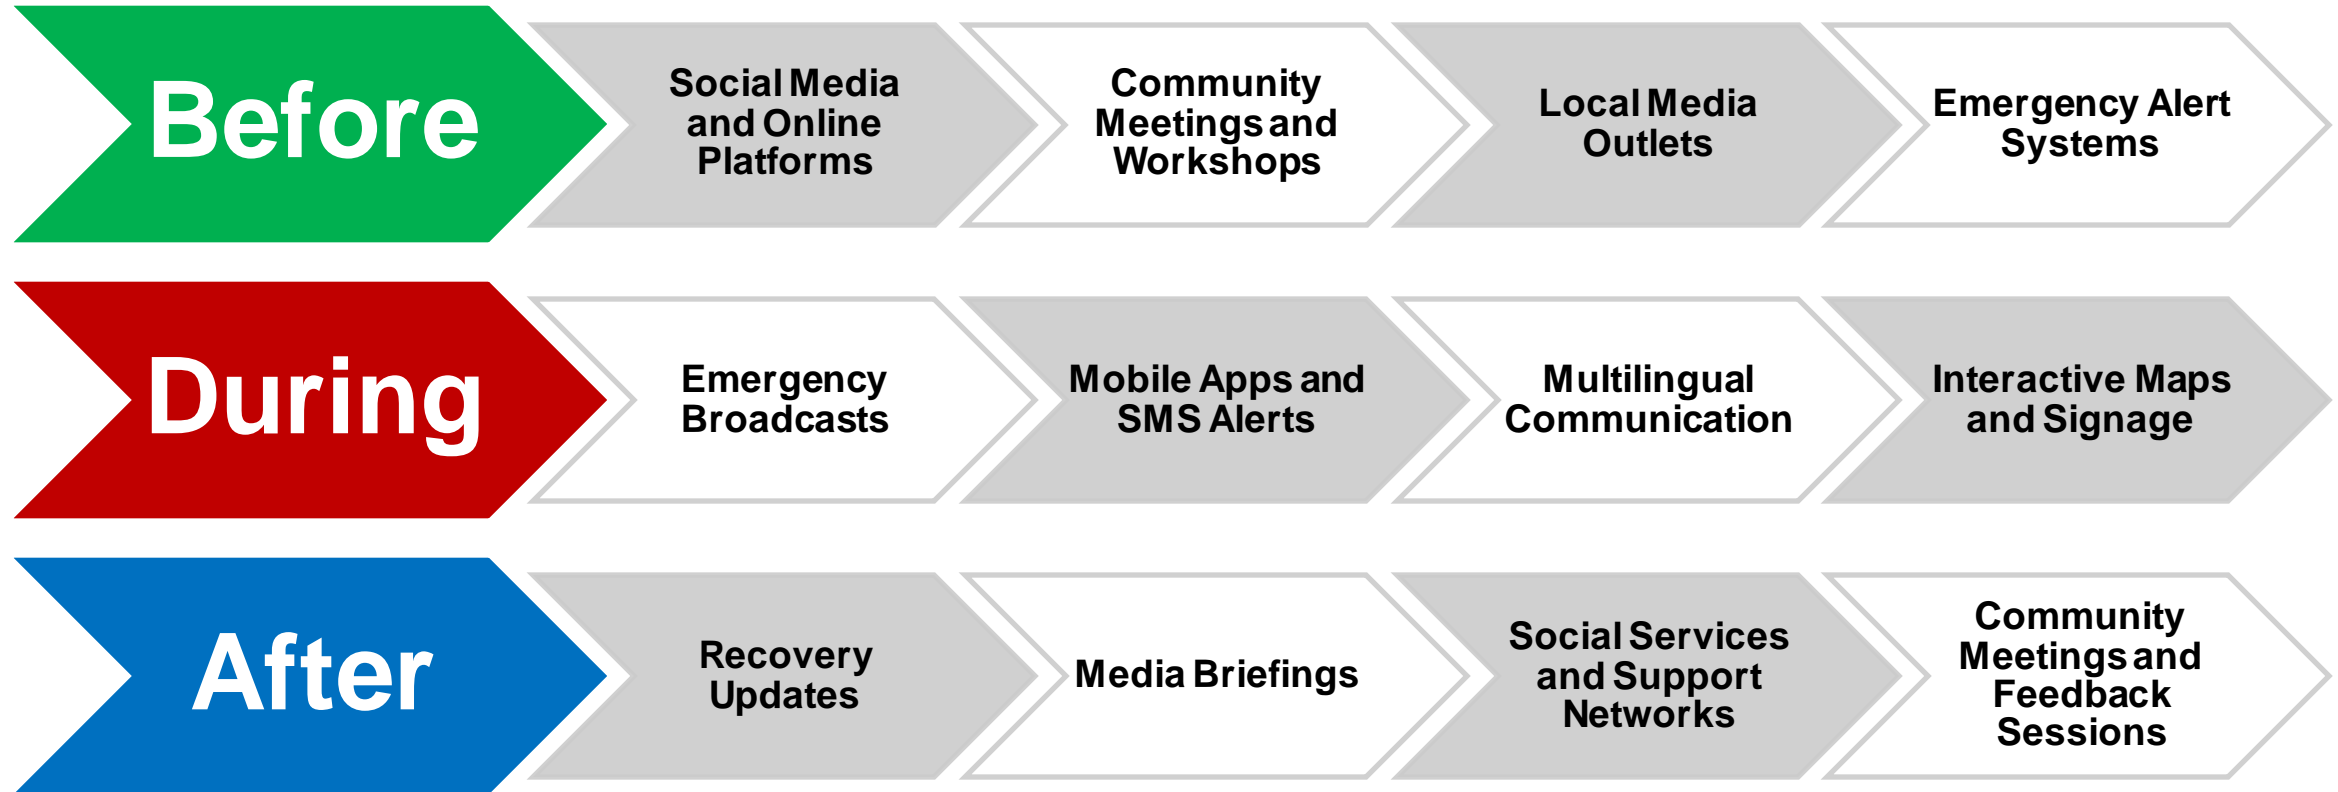 Before
Social Media
and Online
Platforms
Community
Meetings and
Workshops
Local Media
Outlets
Emergency Alert
Systems
During
Emergency
Broadcasts
Mobile Apps and
SMS Alerts
Multilingual
Communication
Interactive Maps
and Signage
After
Recovery
Updates
Media Briefings
Social Services
and Support
Networks
Community
Meetings and
Feedback
Sessions